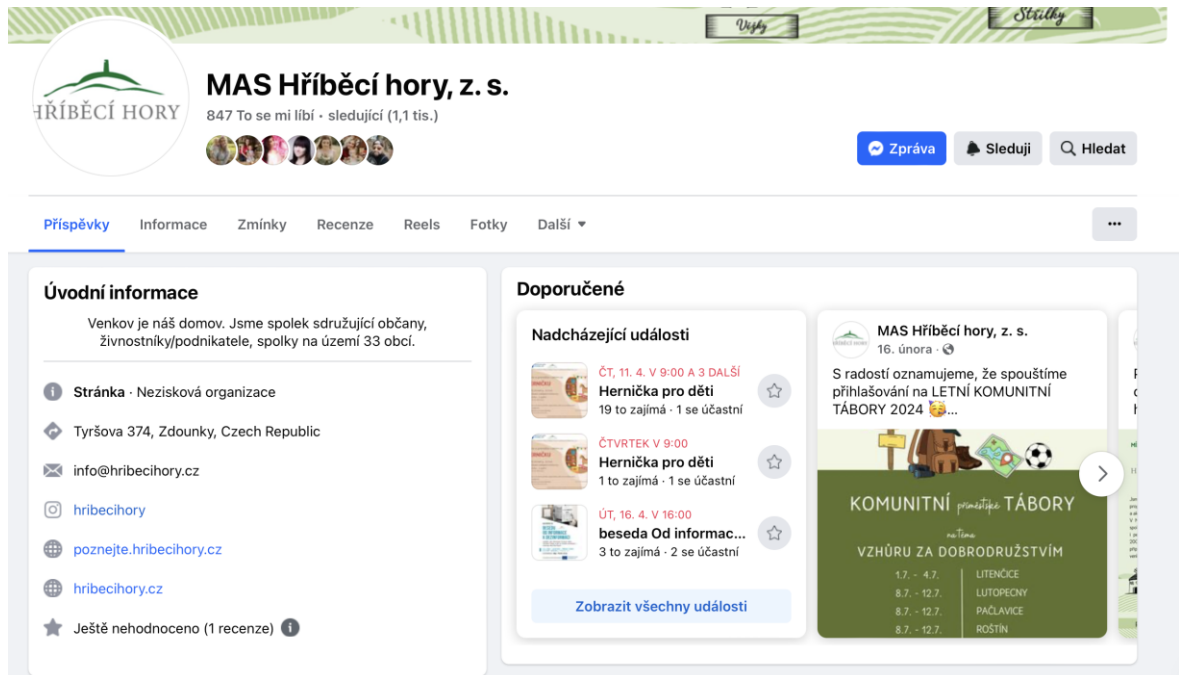 Vížky
Střílky
HŘÍBĚCÍ HORY
MAS Hříběcí hory, z. s.
847 To se mi líbí · sledující (1,1 tis.)
Zpráva
Sleduji
Hledat
Příspěvky
Informace
Zmínky
Recenze
Reels
Fotky
Další
Úvodní informace
Venkov je náš domov. Jsme spolek sdružující občany,
živnostníky/podnikatele, spolky na území 33 obcí.
Stránka · Nezisková organizace
Tyršova 374, Zdounky, Czech Republic
info@hribecihory.cz
hribecihory
poznejte.hribecihory.cz
hribecihory.cz
Ještě nehodnoceno (1 recenze)
Doporučené
Nadcházející události
ČT, 11. 4. V 9:00 A 3 DALŠÍ
Hernička pro děti
19 to zajímá · 1 se účastní
ČTVRTEK V 9:00
Hernička pro děti
1 to zajímá · 1 se účastní
ÚT, 16. 4. V 16:00
beseda Od informac...
3 to zajímá · 2 se účastní
Zobrazit všechny události
MAS Hříběcí hory, z. s.
16. února
S radostí oznamujeme, že spouštíme
přihlašování na LETNÍ KOMUNITNÍ
TÁBORY 2024 🥳...
KOMUNITNÍ příměstské TÁBORY
na téma
VZHŮRU ZA DOBRODRUŽSTVÍM
1.7. - 4.7. LITENČICE
8.7. - 12.7. LUTOPECNY
8.7. - 12.7. PAČLAVICE
8.7. - 12.7. ROŠTÍN